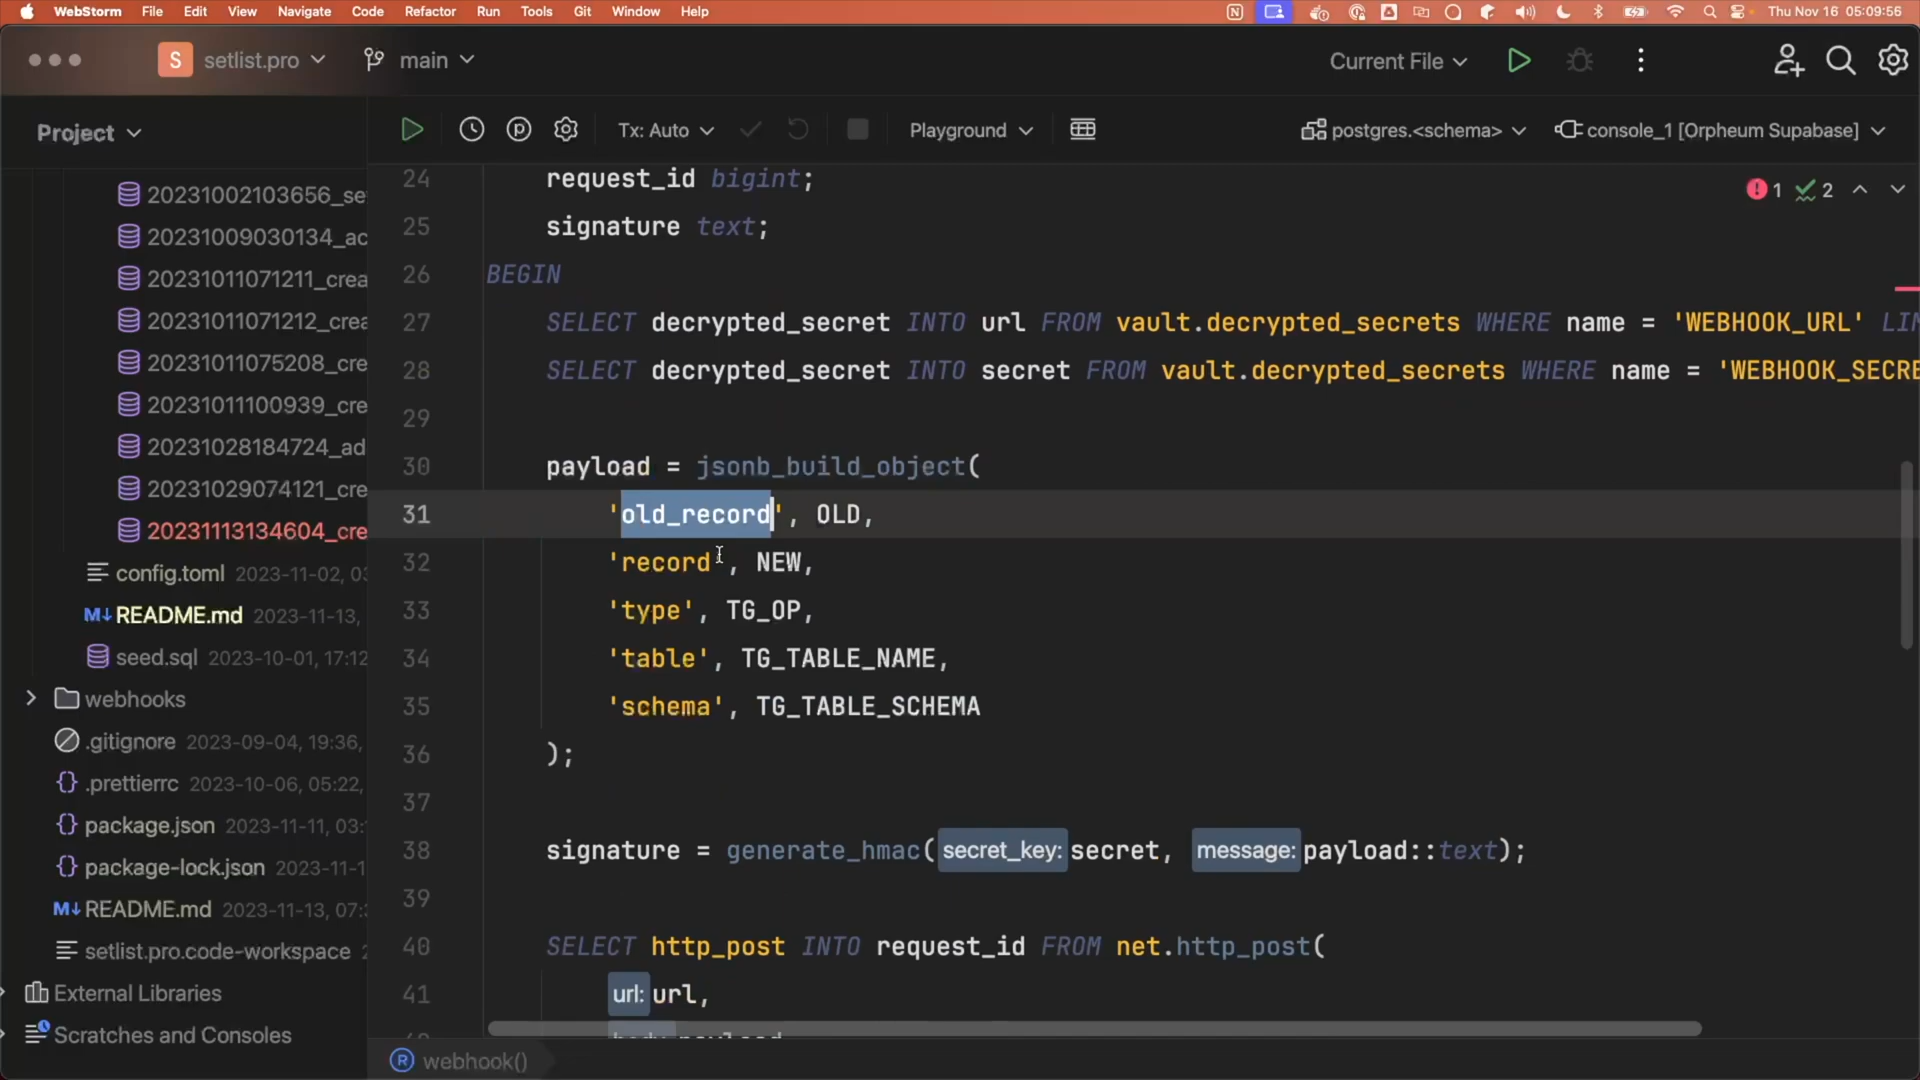 WebStorm File Edit View Navigate Code Refactor Run Tools Git Window Help Thu Nov 16 05:09:56
S setlist.pro main Current File
Project Tx: Auto Playground postgres.<schema> console_1 [Orpheum Supabase]
20231002103656_se
20231009030134_ac
20231011071211_crea
20231011071212_crea
20231011075208_cre
20231011100939_cre
20231028184724_ad
20231029074121_cre
20231113134604_cre
config.toml 2023-11-02, 03
README.md 2023-11-13,
seed.sql 2023-10-01, 17:12
webhooks
.gitignore 2023-09-04, 19:36,
.prettierrc 2023-10-06, 05:22,
package.json 2023-11-11, 03:
package-lock.json 2023-11-1
README.md 2023-11-13, 07:
setlist.pro.code-workspace 2
External Libraries
Scratches and Consoles
1 2
24 request_id bigint;
25 signature text;
26 BEGIN
27 SELECT decrypted_secret INTO url FROM vault.decrypted_secrets WHERE name = 'WEBHOOK_URL' LIM
28 SELECT decrypted_secret INTO secret FROM vault.decrypted_secrets WHERE name = 'WEBHOOK_SECRE
29
30 payload = jsonb_build_object(
31 'old_record', OLD,
32 'record', NEW,
33 'type', TG_OP,
34 'table', TG_TABLE_NAME,
35 'schema', TG_TABLE_SCHEMA
36 );
37
38 signature = generate_hmac(secret_key: secret, message: payload::text);
39
40 SELECT http_post INTO request_id FROM net.http_post(
41 url: url,
R webhook()